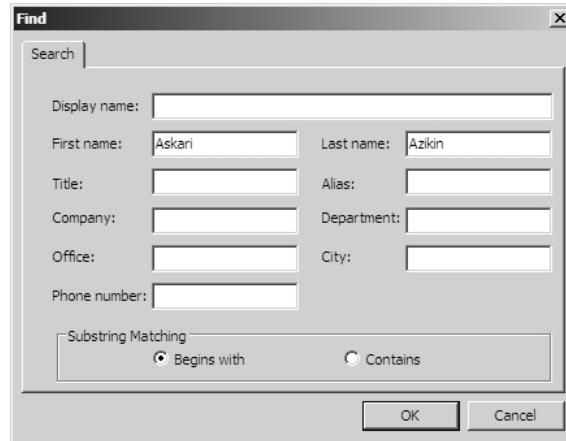 Find
Search
Display name:
First name: Askari Last name: Azikin
Title: Alias:
Company: Department:
Office: City:
Phone number:
Substring Matching
Begins with Contains
OK Cancel